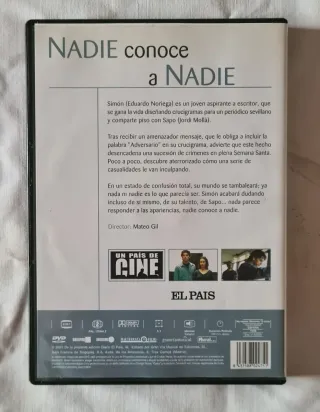 NADIE conoce
a NADIE
Simón (Eduardo Noriega) es un joven aspirante a escritor, que
se gana la vida diseñando crucigramas para un periódico sevillano
y comparte piso con Sapo (Jordi Mollá).
Tras recibir un amenazador mensaje, que le obliga a incluir la
palabra "Adversario" en su crucigrama, advierte que este hecho
desencadena una sucesión de crímenes en plena Semana Santa.
Poco a poco, descubre aterrorizado cómo una serie de
casualidades le van inculpando.
En un estado de confusión total, su mundo se tambaleará: ya
nada ni nadie es lo que parecía ser. Simón acabará dudando
incluso de sí mismo, de su talento, de Sapo... nada parece
responder a las apariencias, nadie conoce a nadie.
Director: Mateo Gil
UN PAIS DE
CINE
EL PAIS
DVD